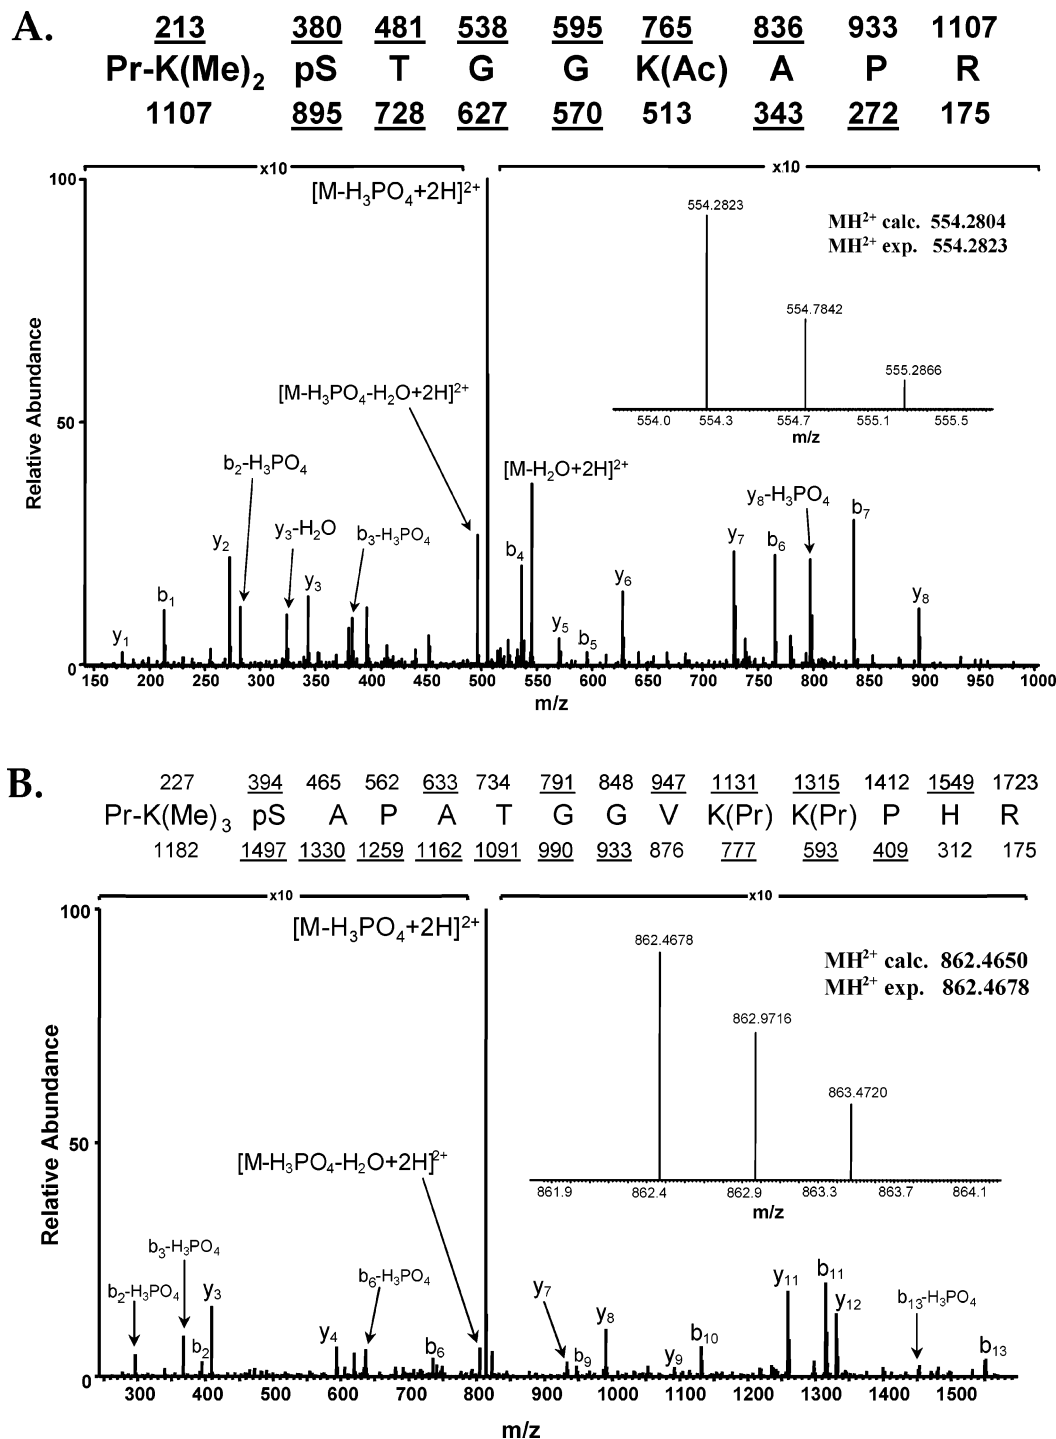 A.
213 380 481 538 595 765 836 933 1107
Pr-K(Me)2 pS T G G K(Ac) A P R
1107 895 728 627 570 513 343 272 175
x10 x10
100
[M-H3PO4+2H]2+
554.2823
MH2+ calc. 554.2804
MH2+ exp. 554.2823
554.7842
555.2866
554.0 554.3 554.7 555.1 555.5
m/z
[M-H3PO4-H2O+2H]2+
50
Relative Abundance
b2-H3PO4
[M-H2O+2H]2+
y8-H3PO4
y3-H2O
b3-H3PO4
b7
y2
b4
y7
b6
y3
y6
b1
y8
y1
y5
b5
0
150 200 250 300 350 400 450 500 550 600 650 700 750 800 850 900 950 1000
m/z
B.
227 394 465 562 633 734 791 848 947 1131 1315 1412 1549 1723
Pr-K(Me)3 pS A P A T G G V K(Pr) K(Pr) P H R
1182 1497 1330 1259 1162 1091 990 933 876 777 593 409 312 175
x10 x10
100
[M-H3PO4+2H]2+
862.4678
MH2+ calc. 862.4650
MH2+ exp. 862.4678
862.9716
863.4720
861.9 862.4 862.9 863.3 863.7 864.1
m/z
50
Relative Abundance
[M-H3PO4-H2O+2H]2+
b3-H3PO4
b2-H3PO4
y3
b6-H3PO4
y7
y11
b11
b13-H3PO4
y12
y8
y4
b2
b6
b9
y9
b10
b13
0
300 400 500 600 700 800 900 1000 1100 1200 1300 1400 1500
m/z